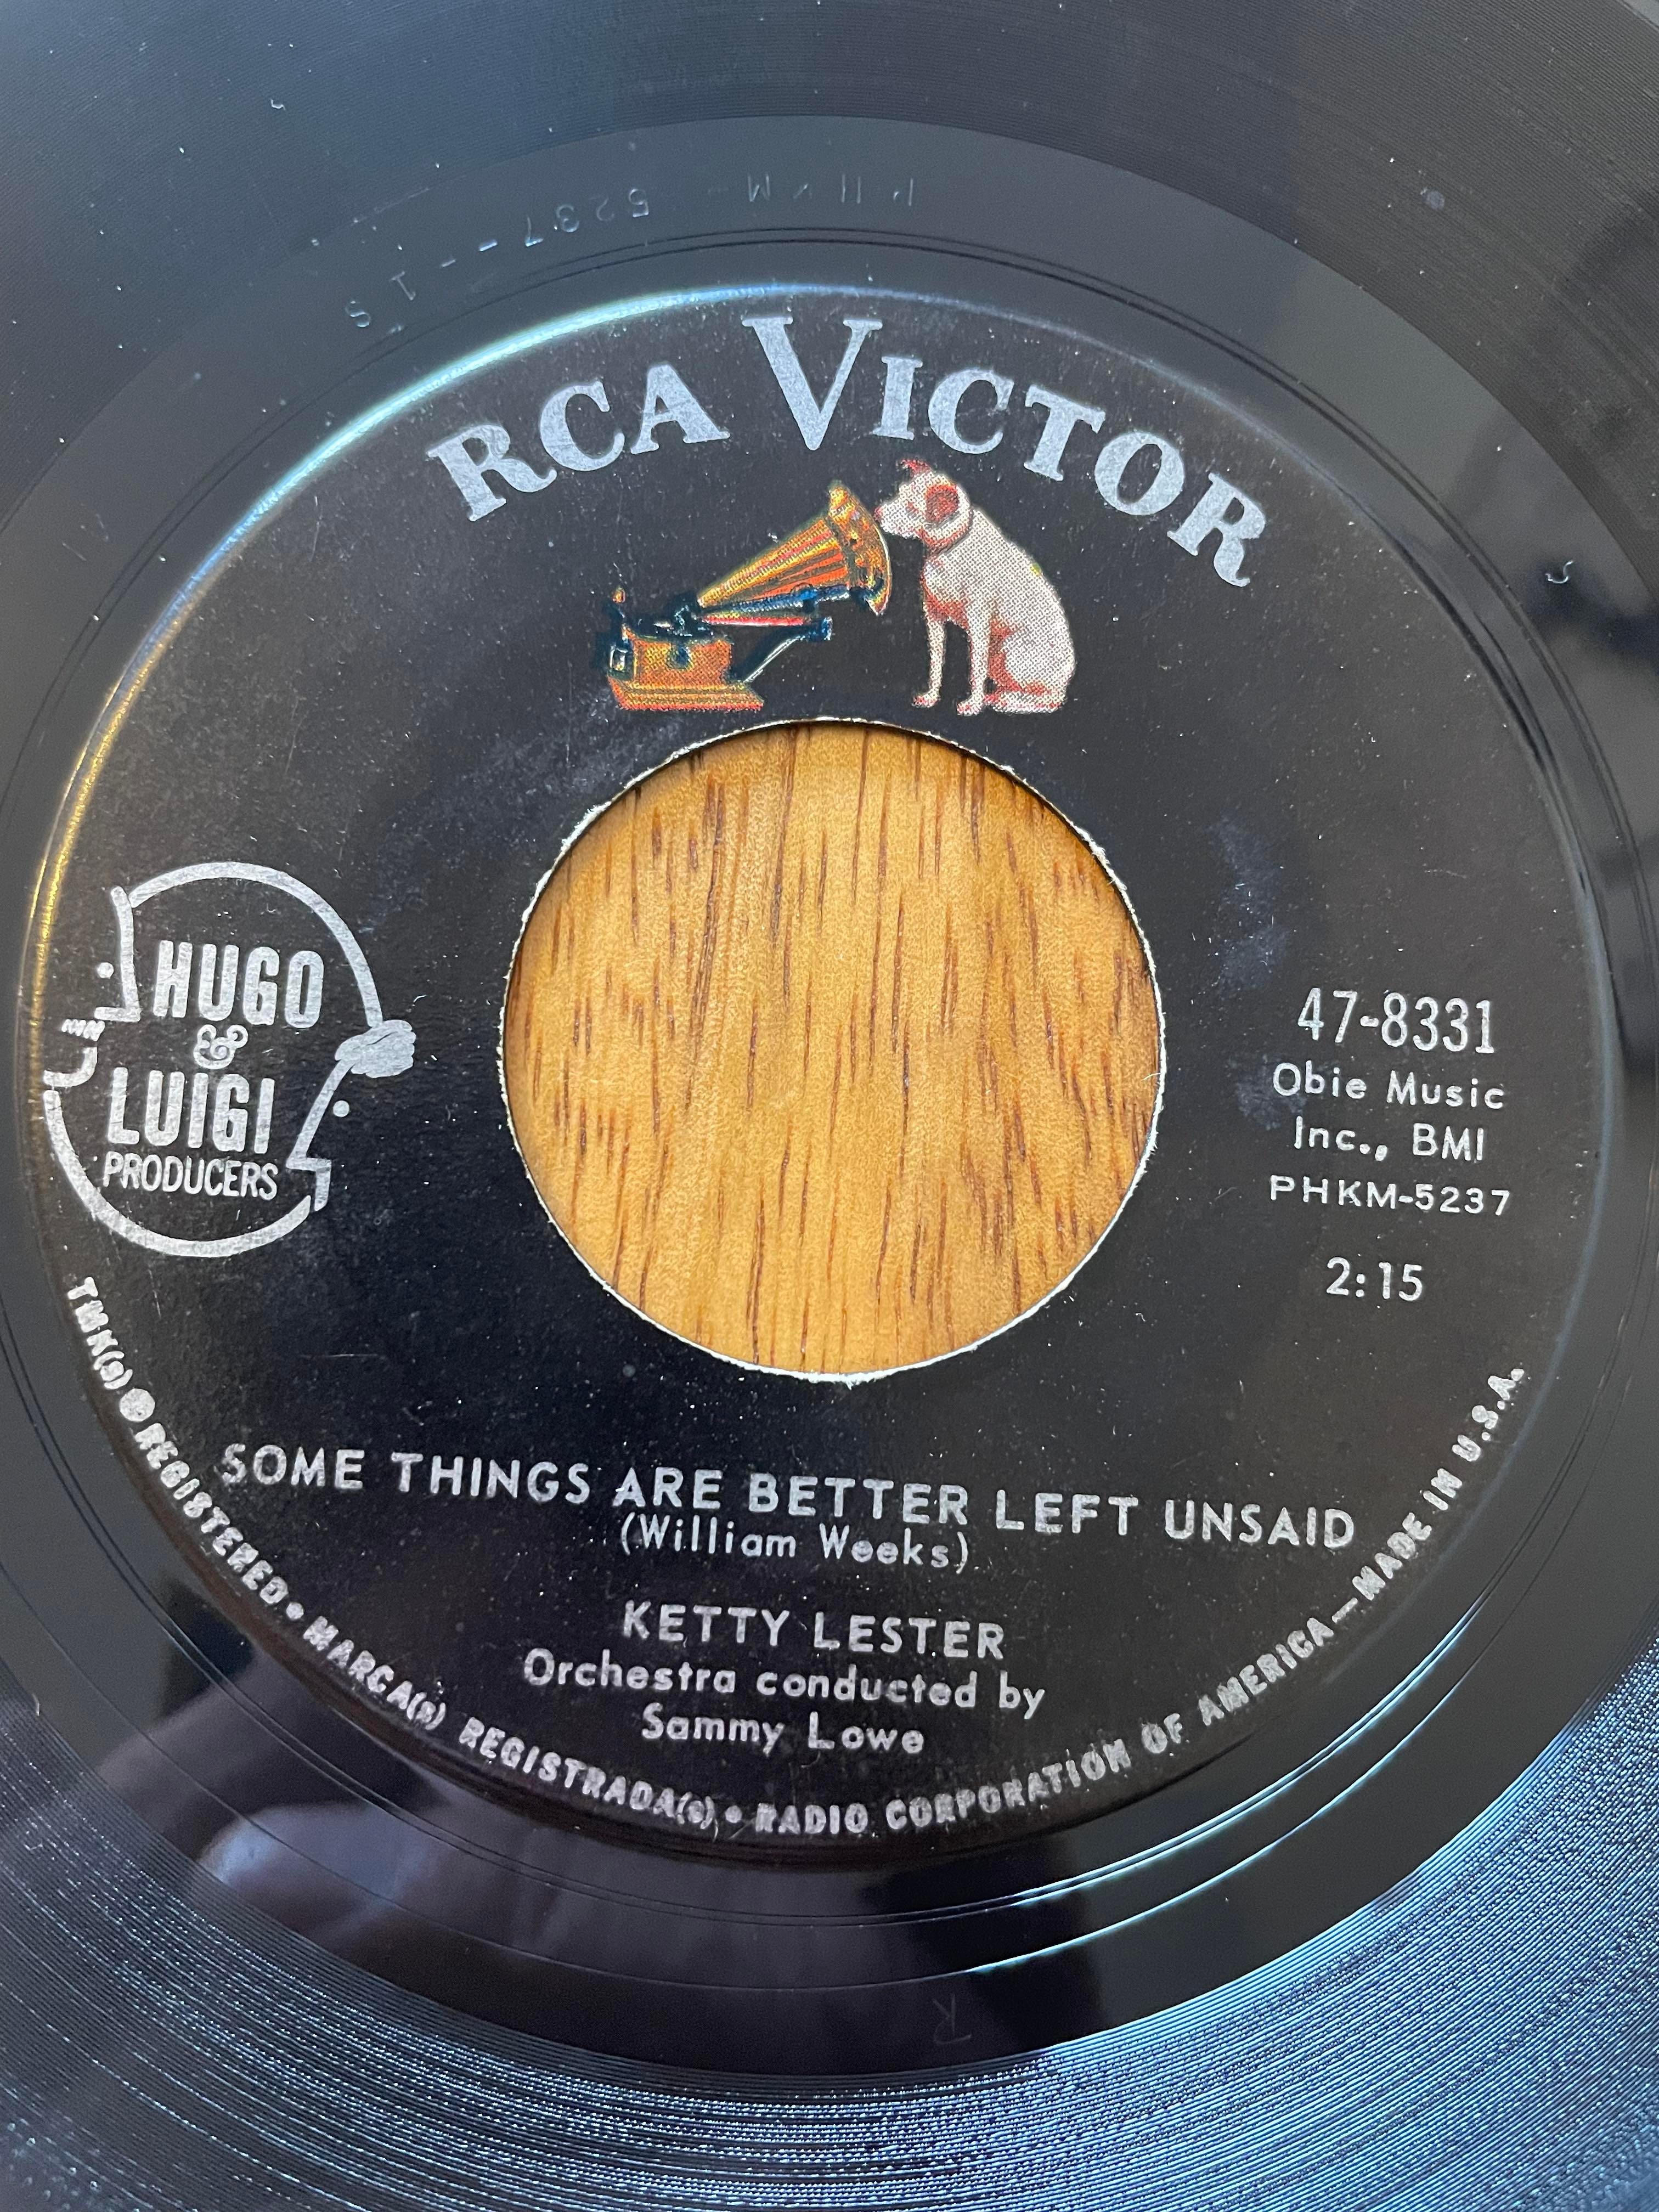 PHKM-5237-1S
RCA VICTOR
HUGO
&
LUIGI
PRODUCERS
47-8331
Obie Music
Inc., BMI
PHKM-5237
2:15
SOME THINGS ARE BETTER LEFT UNSAID
(William Weeks)
KETTY LESTER
Orchestra conducted by
Sammy Lowe
TMK(s) ® REGISTERED • MARCA(s) REGISTRADA(s) • RADIO CORPORATION OF AMERICA—MADE IN U.S.A.
R